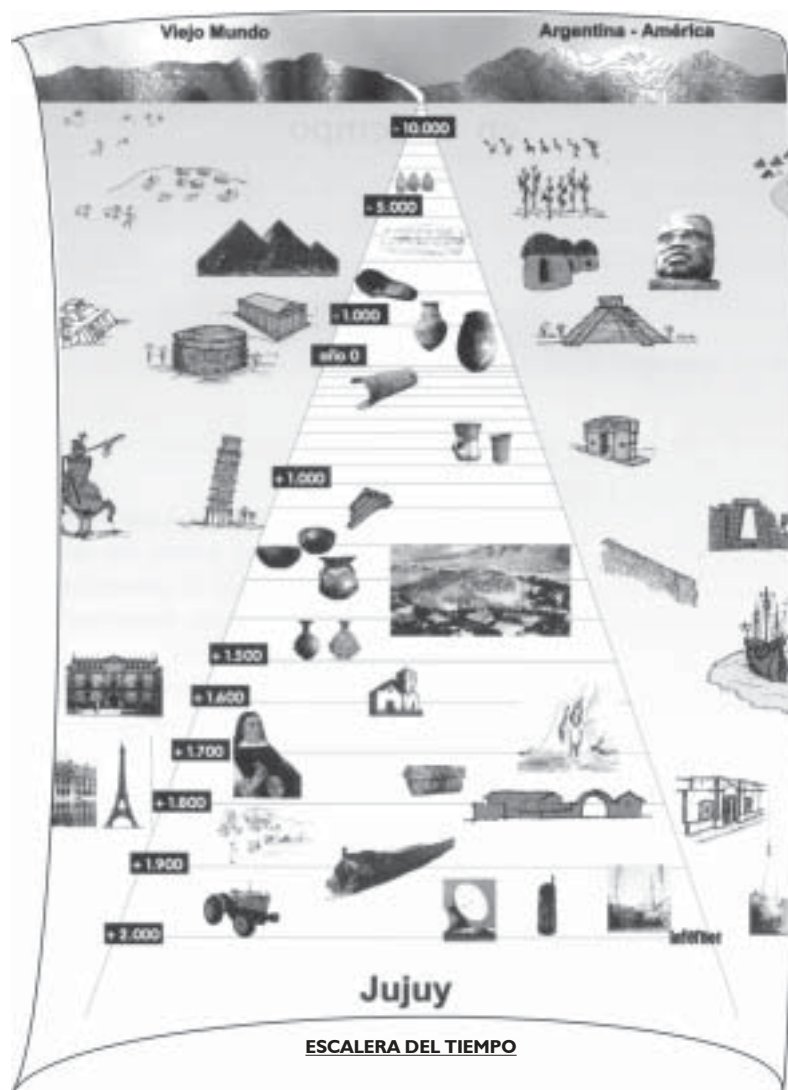 Viejo Mundo
Argentina - América
- 10.000
- 5.000
- 1.000
año 0
+ 1.000
+ 1.500
+ 1.600
+ 1.700
+ 1.800
+ 1.900
+ 2.000
Jujuy
ESCALERA DEL TIEMPO